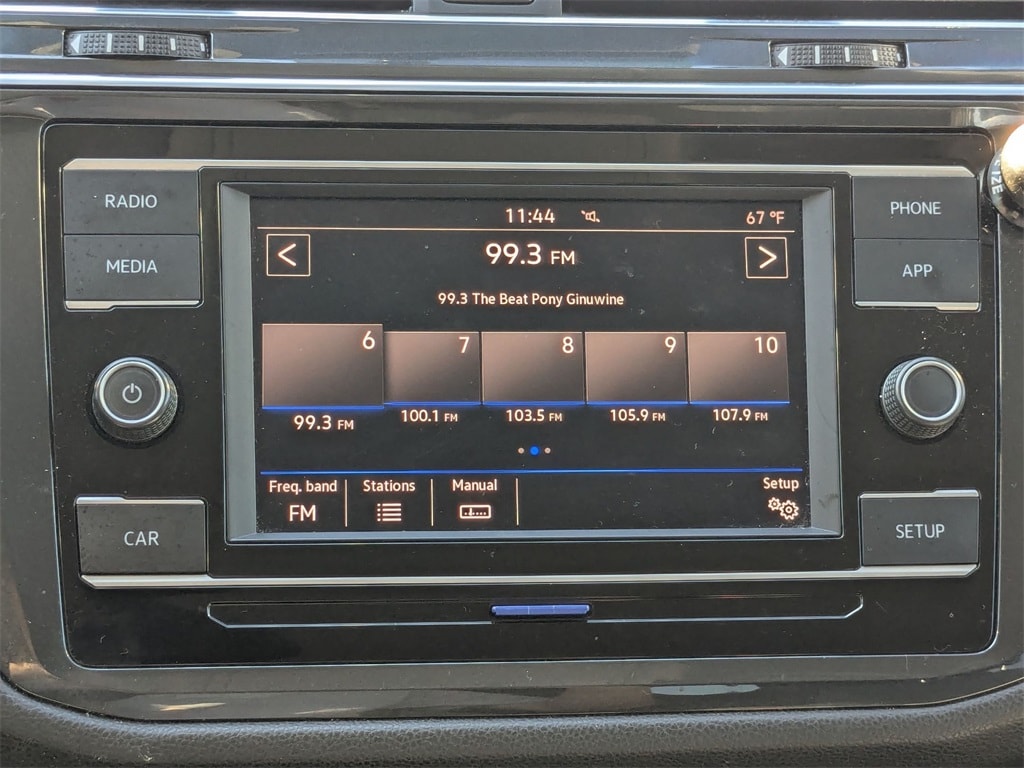 RADIO
MEDIA
PHONE
APP
11:44
67 °F
<
99.3 FM
>
99.3 The Beat Pony Ginuwine
6
7
8
9
10
99.3 FM
100.1 FM
103.5 FM
105.9 FM
107.9 FM
Freq. band
FM
Stations
Manual
Setup
CAR
SETUP